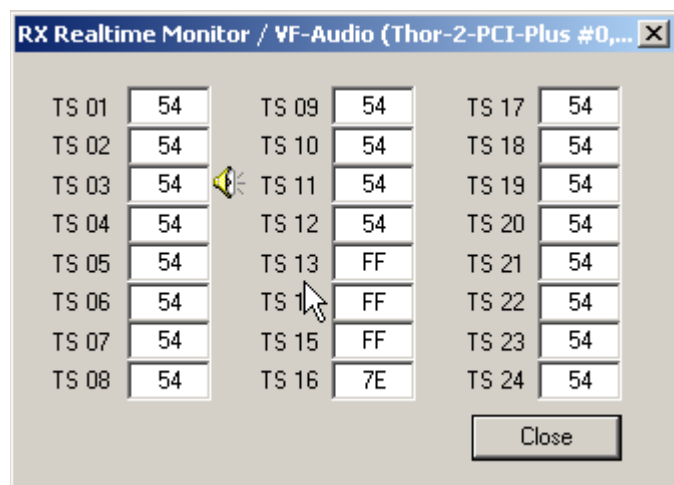 RX Realtime Monitor / VF-Audio (Thor-2-PCI-Plus #0,...
TS 01 54 TS 09 54 TS 17 54
TS 02 54 TS 10 54 TS 18 54
TS 03 54 TS 11 54 TS 19 54
TS 04 54 TS 12 54 TS 20 54
TS 05 54 TS 13 FF TS 21 54
TS 06 54 TS 1 FF TS 22 54
TS 07 54 TS 15 FF TS 23 54
TS 08 54 TS 16 7E TS 24 54
Close